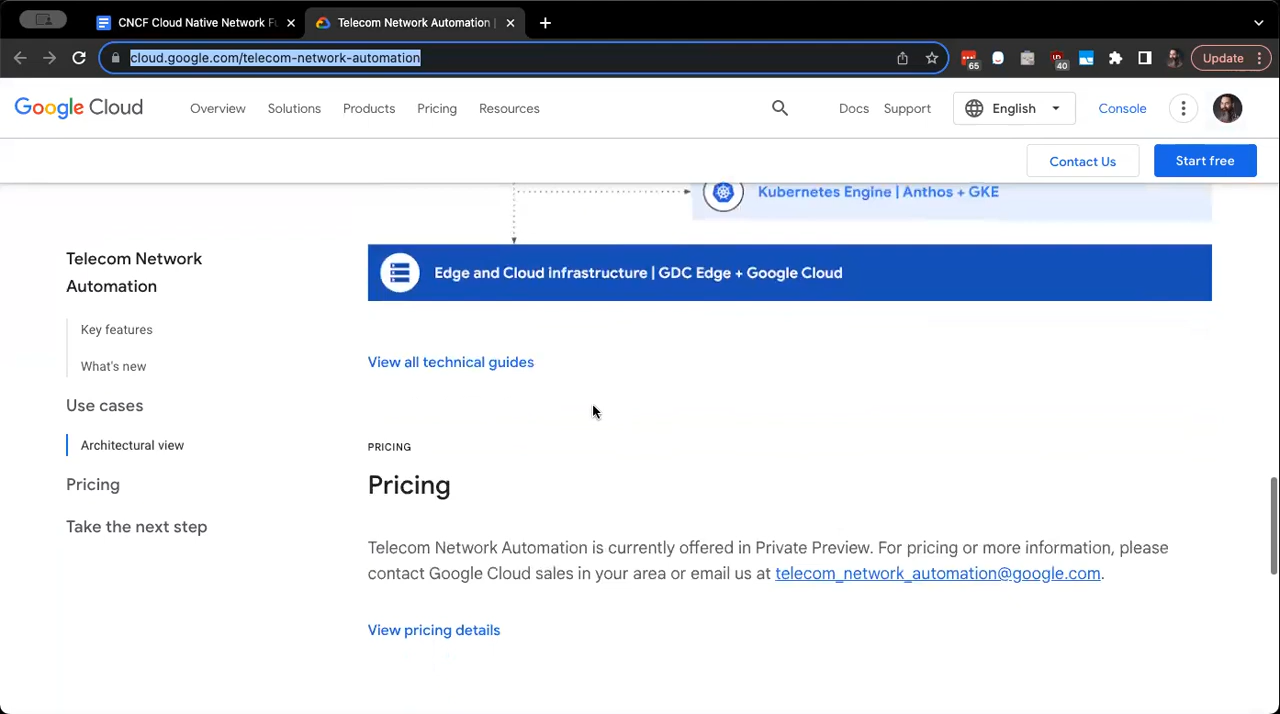 CNCF Cloud Native Network Fu
Telecom Network Automation |
cloud.google.com/telecom-network-automation
65
40
Update
Google Cloud
Overview
Solutions
Products
Pricing
Resources
Docs
Support
English
Console
Contact Us
Start free
Telecom Network
Automation
Key features
What's new
Use cases
Architectural view
Pricing
Take the next step
Kubernetes Engine | Anthos + GKE
Edge and Cloud infrastructure | GDC Edge + Google Cloud
View all technical guides
PRICING
Pricing
Telecom Network Automation is currently offered in Private Preview. For pricing or more information, please
contact Google Cloud sales in your area or email us at telecom_network_automation@google.com.
View pricing details